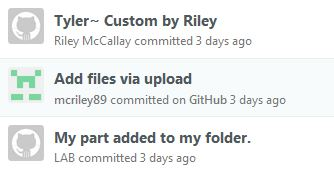 Tyler~ Custom by Riley
Riley McCallay committed 3 days ago
Add files via upload
mcriley89 committed on GitHub 3 days ago
My part added to my folder.
LAB committed 3 days ago